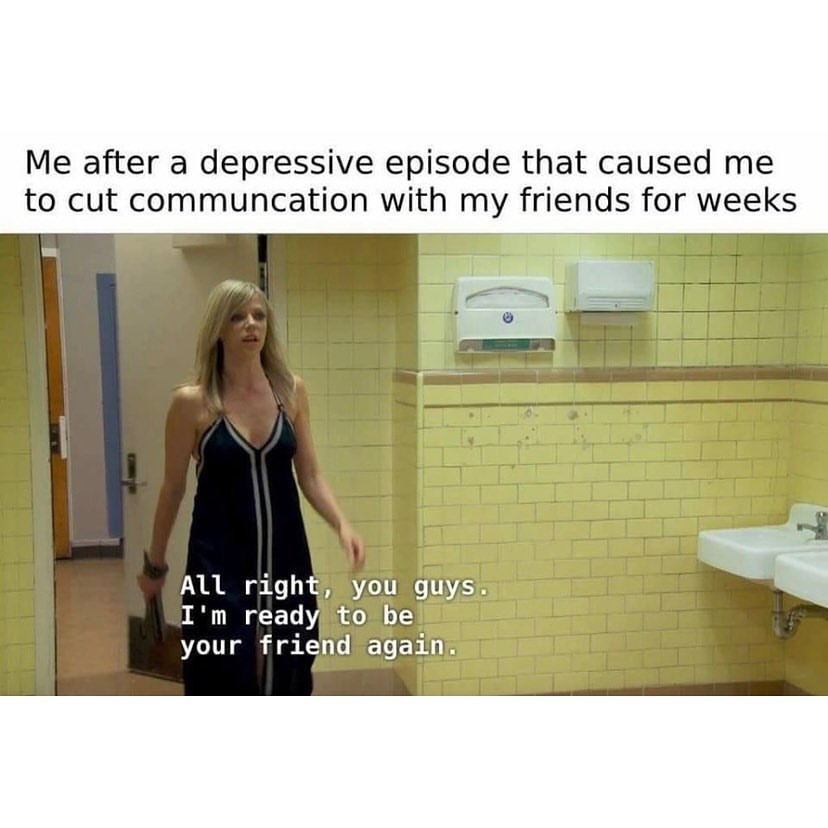 Me after a depressive episode that caused me
to cut communcation with my friends for weeks
All right, you guys.
I'm ready to be
your friend again.